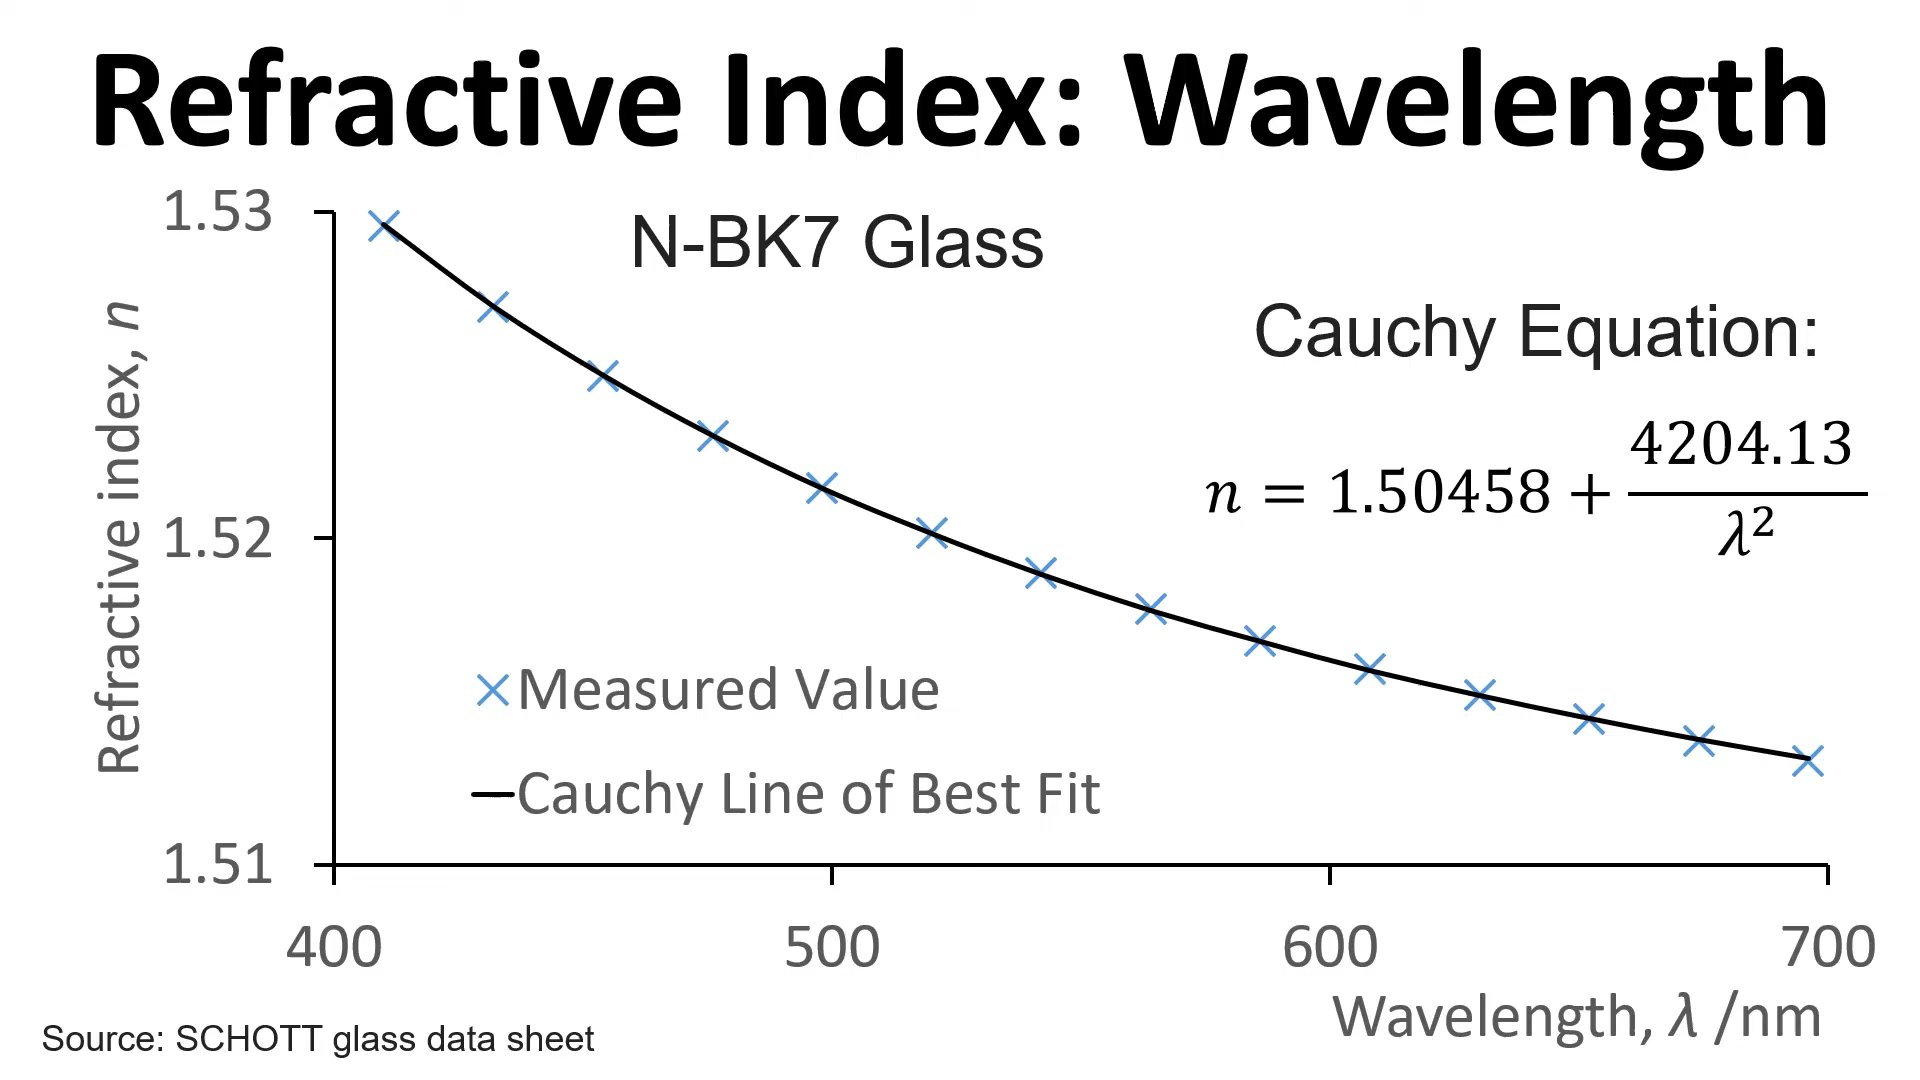 Refractive Index: Wavelength
N-BK7 Glass
Cauchy Equation:
n = 1.50458 + 4204.13/λ²
Refractive index, n
1.53
1.52
1.51
Measured Value
Cauchy Line of Best Fit
400 500 600 700
Wavelength, λ /nm
Source: SCHOTT glass data sheet